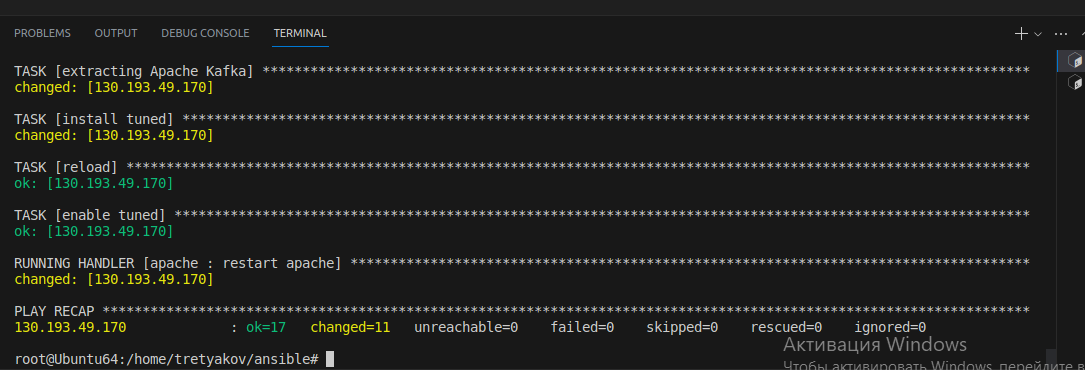 PROBLEMS OUTPUT DEBUG CONSOLE TERMINAL
TASK [extracting Apache Kafka] ************************************************************************************************
changed: [130.193.49.170]
TASK [install tuned] **********************************************************************************************************
changed: [130.193.49.170]
TASK [reload] *****************************************************************************************************************
ok: [130.193.49.170]
TASK [enable tuned] ***********************************************************************************************************
ok: [130.193.49.170]
RUNNING HANDLER [apache : restart apache] *************************************************************************************
changed: [130.193.49.170]
PLAY RECAP ********************************************************************************************************************
130.193.49.170 : ok=17 changed=11 unreachable=0 failed=0 skipped=0 rescued=0 ignored=0
root@Ubuntu64:/home/tretyakov/ansible#
Активация Windows
Чтобы активировать Windows, перейдите в